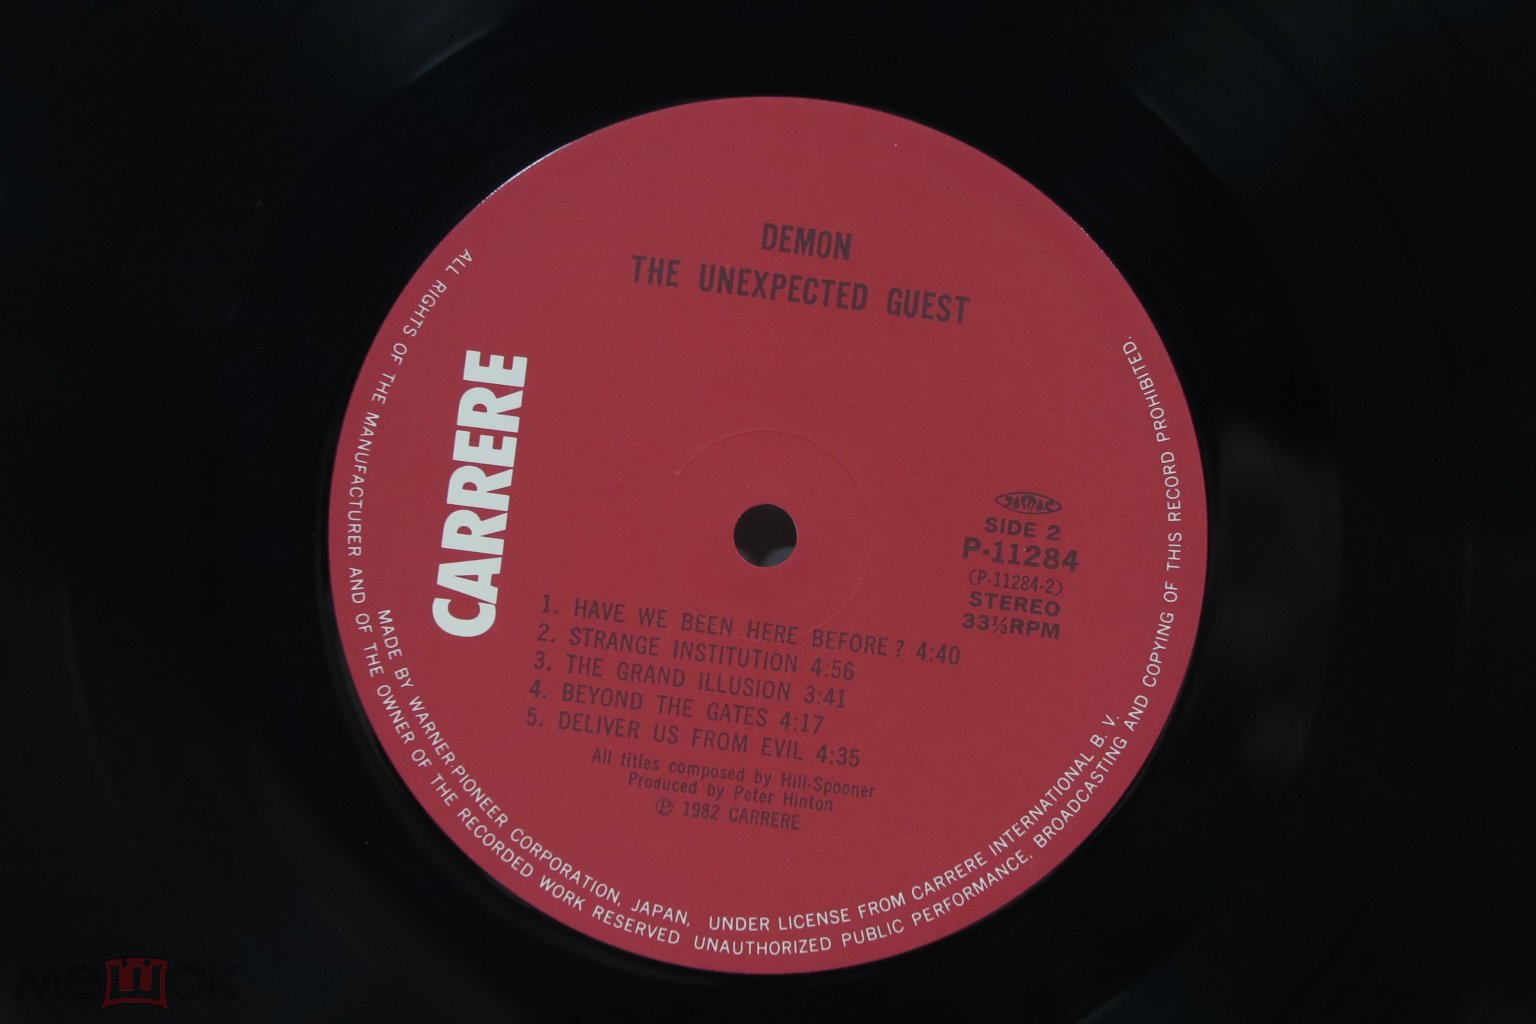 DEMON
THE UNEXPECTED GUEST
CARRERE
JASRAC
SIDE 2
P-11284
(P-11284-2)
STEREO
33⅓RPM
1. HAVE WE BEEN HERE BEFORE? 4:40
2. STRANGE INSTITUTION 4:56
3. THE GRAND ILLUSION 3:41
4. BEYOND THE GATES 4:17
5. DELIVER US FROM EVIL 4:35
All titles composed by Hill-Spooner
Produced by Peter Hinton
Ⓟ 1982 CARRERE
MADE BY WARNER-PIONEER CORPORATION, JAPAN, UNDER LICENSE FROM CARRERE INTERNATIONAL B. V.
ALL RIGHTS OF THE MANUFACTURER AND OF THE OWNER OF THE RECORDED WORK RESERVED UNAUTHORIZED PUBLIC PERFORMANCE, BROADCASTING AND COPYING OF THIS RECORD PROHIBITED.
мешок